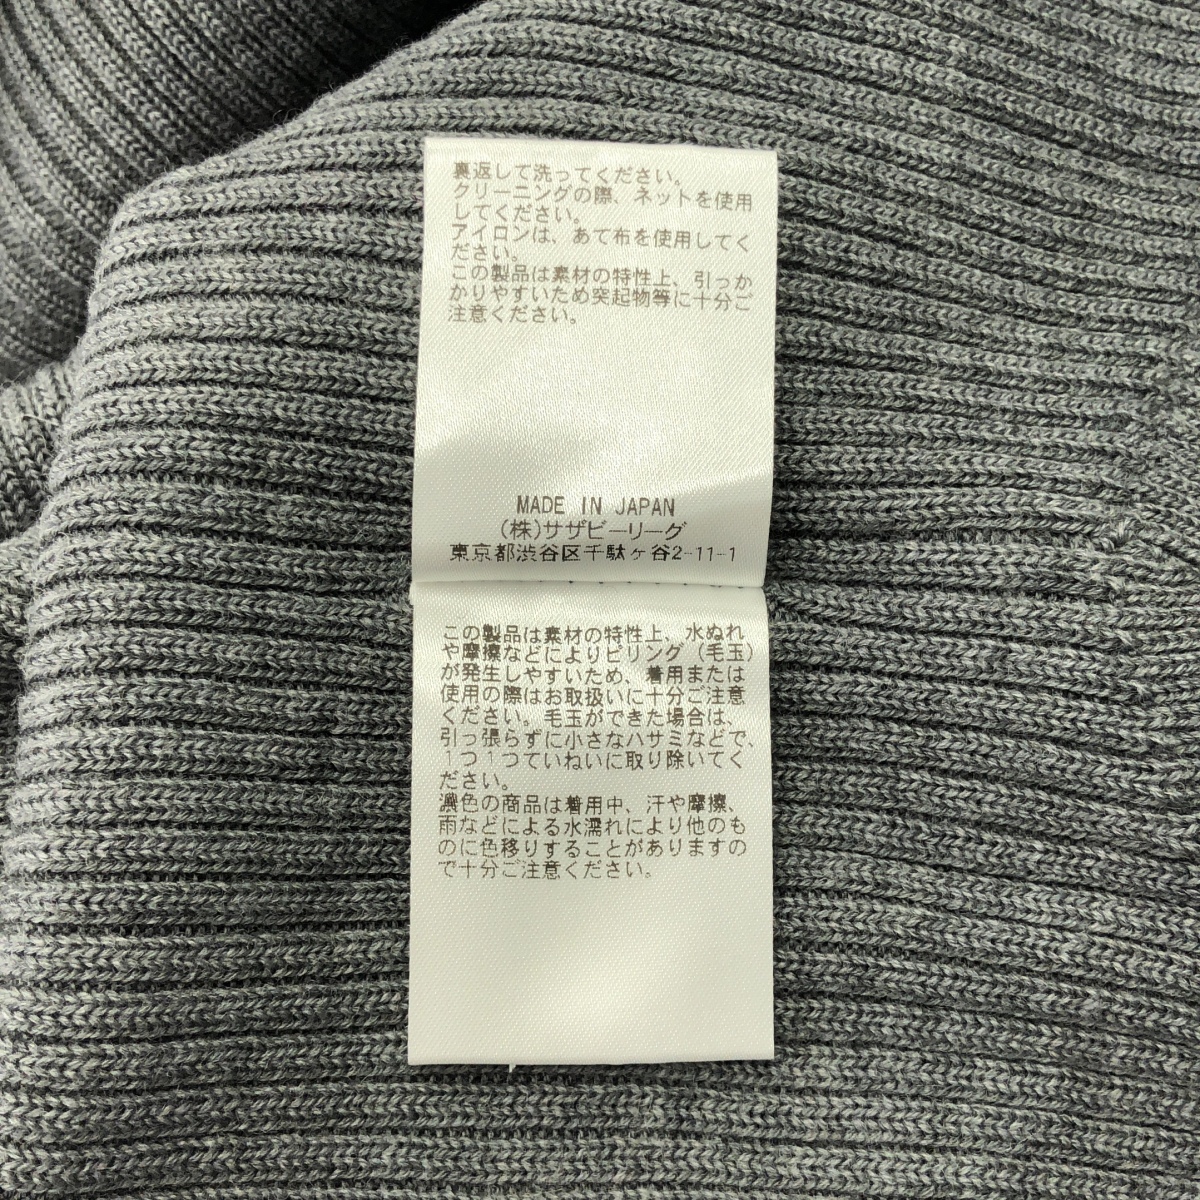 裏返して洗ってください。
クリーニングの際、ネットを使用
してください。
アイロンは、あて布を使用してく
ださい。
この製品は素材の特性上、引っか
かりやすいため突起物等に十分ご
注意ください。
MADE IN JAPAN
(株)サザビーリーグ
東京都渋谷区千駄ヶ谷2-11-1
この製品は素材の特性上、水ぬれ
や摩擦などによりピリング(毛玉)
が発生しやすいため、着用または
使用の際はお取扱いに十分ご注意
ください。毛玉ができた場合は、
引っ張らずに小さなハサミなどで、
1つ1つていねいに取り除いてく
ださい。
濃色の商品は着用中、汗や摩擦、
雨などによる水濡れにより他のも
のに色移りすることがありますの
で十分ご注意ください。